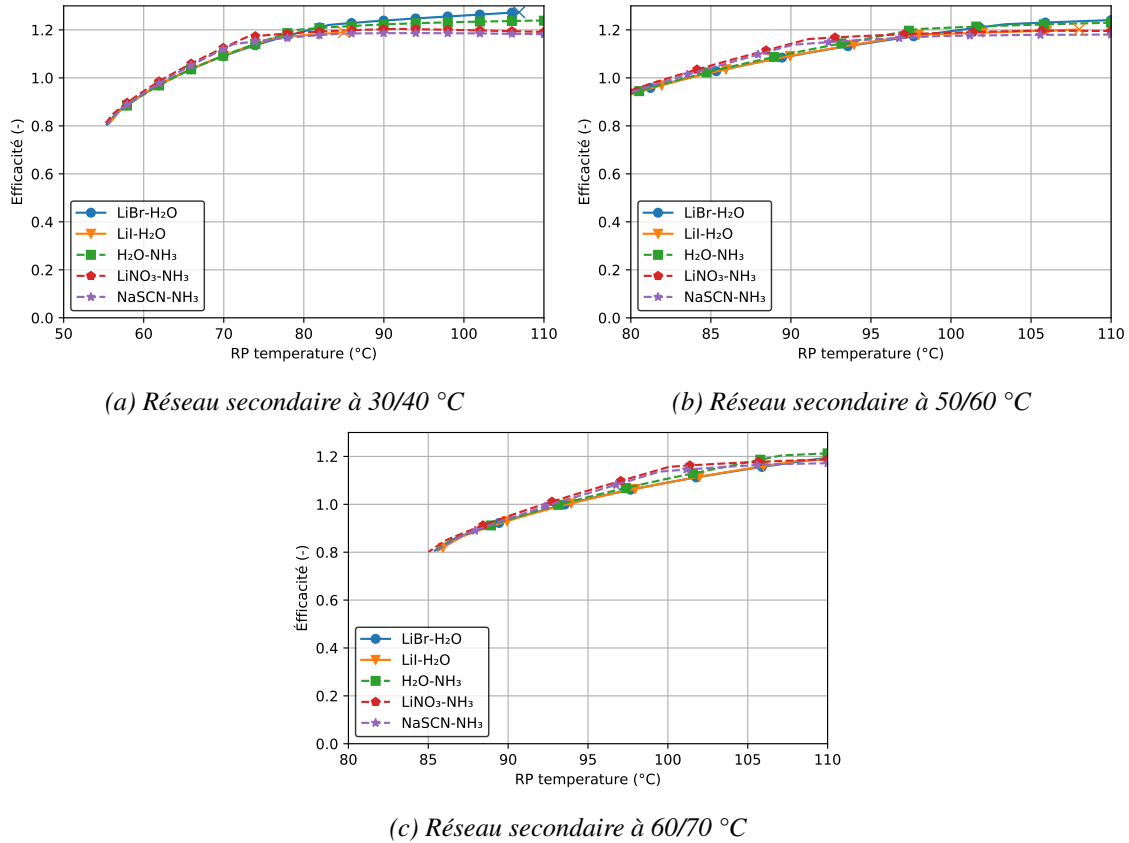 Efficacité (-)
1.2
1.0
0.8
0.6
0.4
0.2
0.0
LiBr-H₂O
LiI-H₂O
H₂O-NH₃
LiNO₃-NH₃
NaSCN-NH₃
50 60 70 80 90 100 110
RP temperature (°C)
(a) Réseau secondaire à 30/40 °C
Efficacité (-)
1.2
1.0
0.8
0.6
0.4
0.2
0.0
LiBr-H₂O
LiI-H₂O
H₂O-NH₃
LiNO₃-NH₃
NaSCN-NH₃
80 85 90 95 100 105 110
RP temperature (°C)
(b) Réseau secondaire à 50/60 °C
Éfficacité (-)
1.2
1.0
0.8
0.6
0.4
0.2
0.0
LiBr-H₂O
LiI-H₂O
H₂O-NH₃
LiNO₃-NH₃
NaSCN-NH₃
80 85 90 95 100 105 110
RP temperature (°C)
(c) Réseau secondaire à 60/70 °C